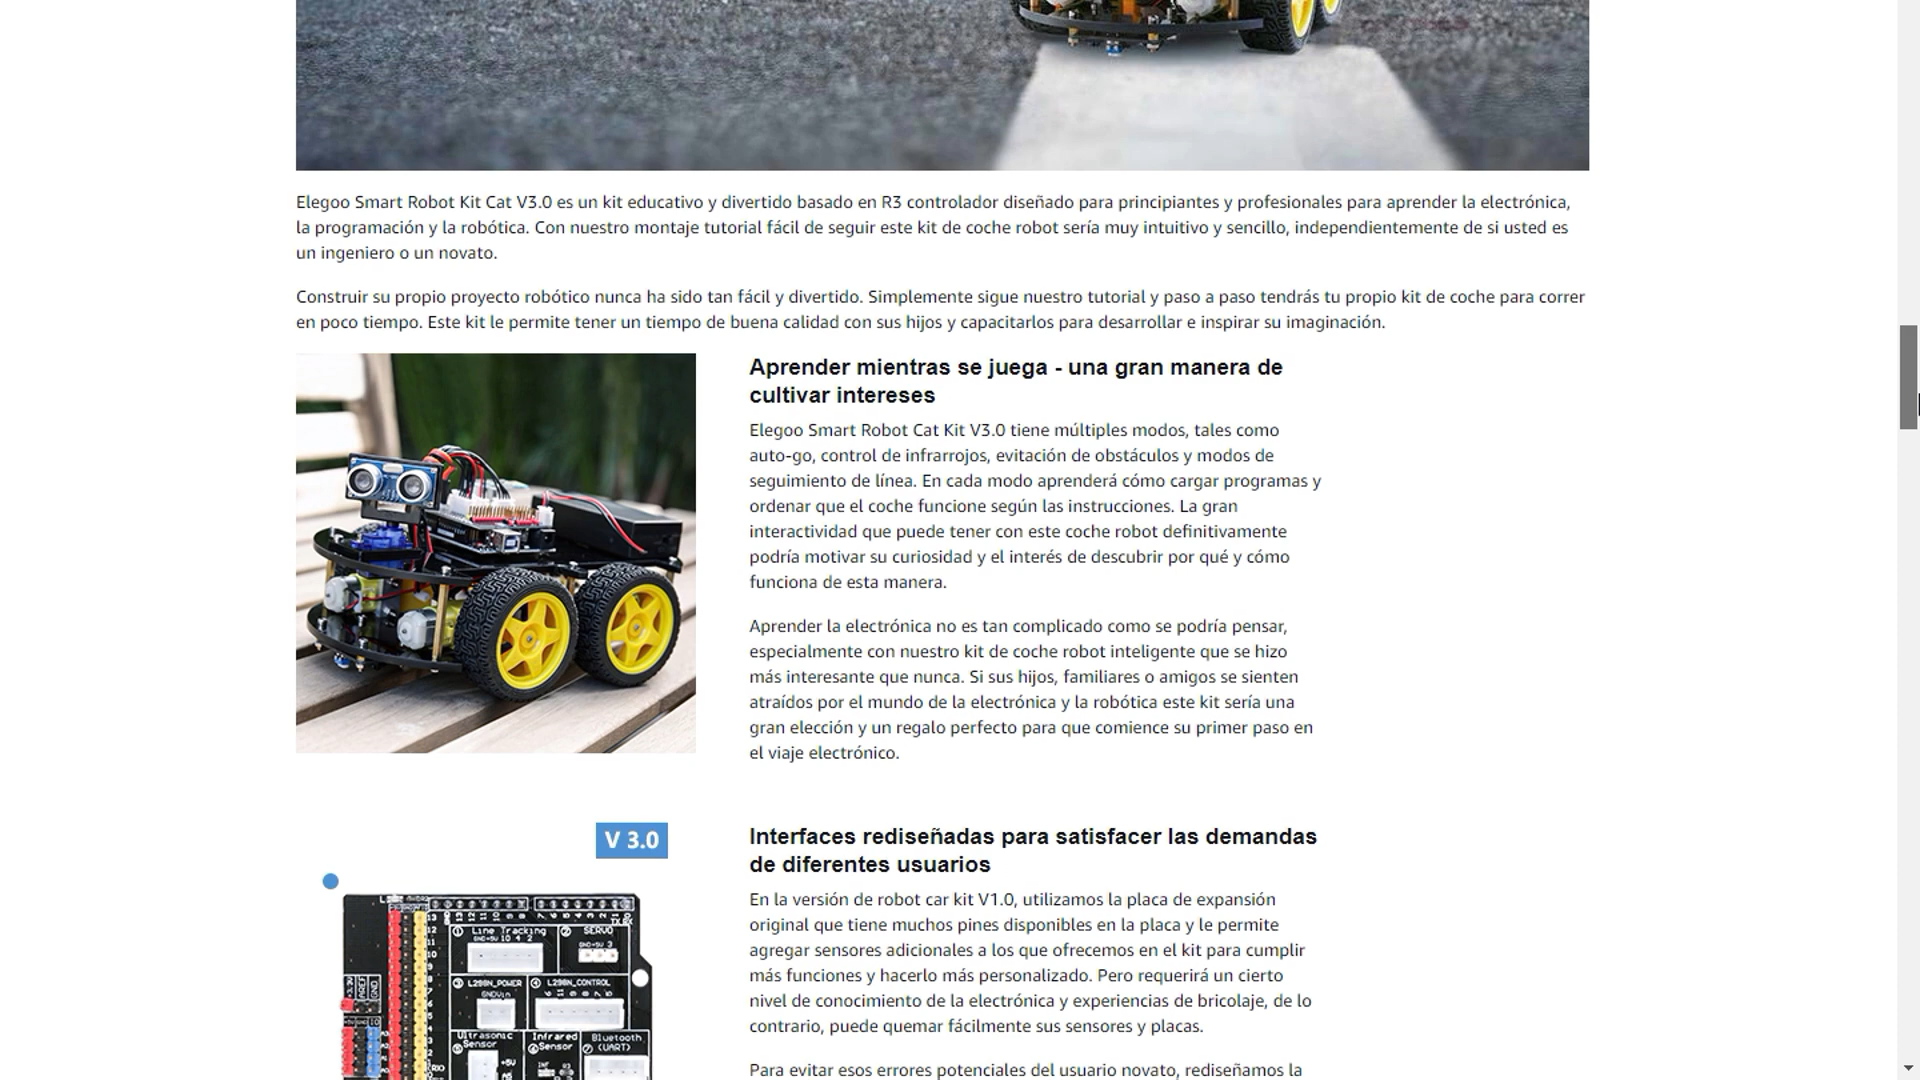 Elegoo Smart Robot Kit Cat V3.0 es un kit educativo y divertido basado en R3 controlador diseñado para principiantes y profesionales para aprender la electrónica,
la programación y la robótica. Con nuestro montaje tutorial fácil de seguir este kit de coche robot sería muy intuitivo y sencillo, independientemente de si usted es
un ingeniero o un novato.
Construir su propio proyecto robótico nunca ha sido tan fácil y divertido. Simplemente sigue nuestro tutorial y paso a paso tendrás tu propio kit de coche para correr
en poco tiempo. Este kit le permite tener un tiempo de buena calidad con sus hijos y capacitarlos para desarrollar e inspirar su imaginación.
Aprender mientras se juega - una gran manera de
cultivar intereses
Elegoo Smart Robot Cat Kit V3.0 tiene múltiples modos, tales como
auto-go, control de infrarrojos, evitación de obstáculos y modos de
seguimiento de línea. En cada modo aprenderá cómo cargar programas y
ordenar que el coche funcione según las instrucciones. La gran
interactividad que puede tener con este coche robot definitivamente
podría motivar su curiosidad y el interés de descubrir por qué y cómo
funciona de esta manera.
Aprender la electrónica no es tan complicado como se podría pensar,
especialmente con nuestro kit de coche robot inteligente que se hizo
más interesante que nunca. Si sus hijos, familiares o amigos se sienten
atraídos por el mundo de la electrónica y la robótica este kit sería una
gran elección y un regalo perfecto para que comience su primer paso en
el viaje electrónico.
V 3.0
Line Tracking
SERVO
L298N_POWER
L298N_CONTROL
Ultrasonic
Sensor
Infrared
Sensor
Bluetooth
(UART)
Interfaces rediseñadas para satisfacer las demandas
de diferentes usuarios
En la versión de robot car kit V1.0, utilizamos la placa de expansión
original que tiene muchos pines disponibles en la placa y le permite
agregar sensores adicionales a los que ofrecemos en el kit para cumplir
más funciones y hacerlo más personalizado. Pero requerirá un cierto
nivel de conocimiento de la electrónica y experiencias de bricolaje, de lo
contrario, puede quemar fácilmente sus sensores y placas.
Para evitar esos errores potenciales del usuario novato, rediseñamos la